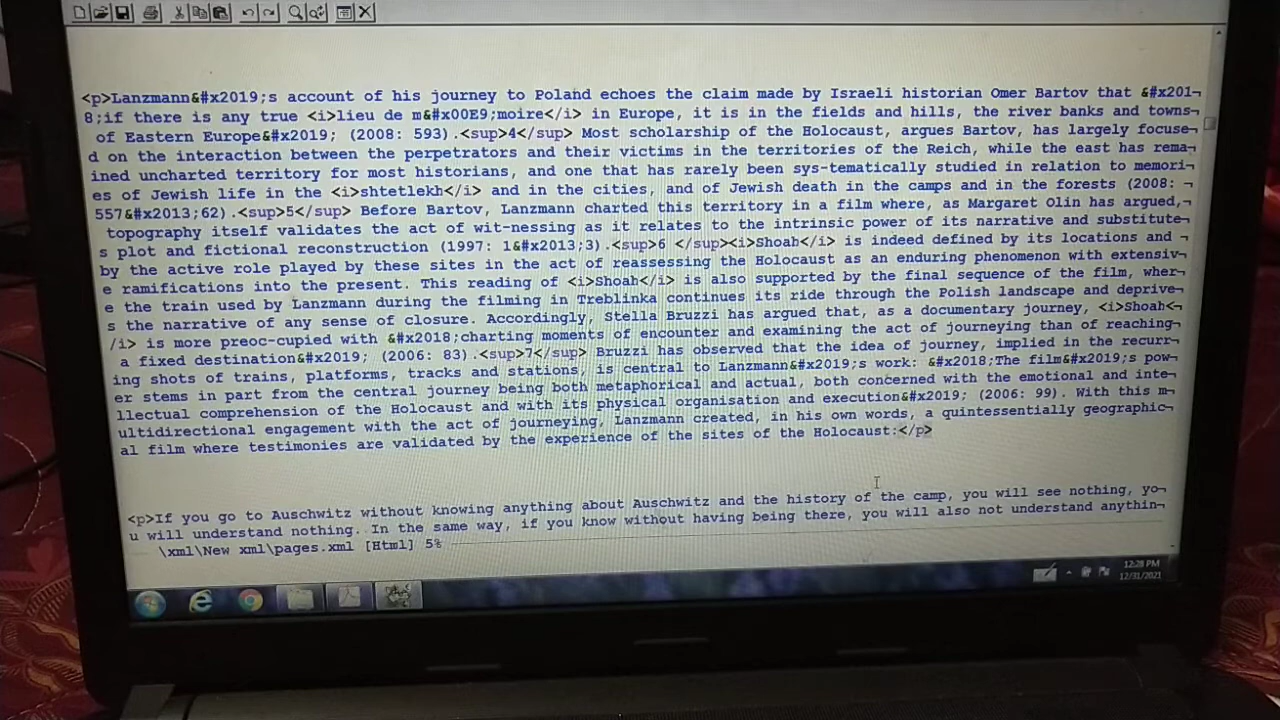 <p>Lanzmann&#x2019;s account of his journey to Poland echoes the claim made by Israeli historian Omer Bartov that &#x201¬
8;if there is any true <i>lieu de m&#x00E9;moire</i> in Europe, it is in the fields and hills, the river banks and towns¬
of Eastern Europe&#x2019; (2008: 593).<sup>4</sup> Most scholarship of the Holocaust, argues Bartov, has largely focuse¬
d on the interaction between the perpetrators and their victims in the territories of the Reich, while the east has rema¬
ined uncharted territory for most historians, and one that has rarely been sys-tematically studied in relation to memori¬
es of Jewish life in the <i>shtetlekh</i> and in the cities, and of Jewish death in the camps and in the forests (2008: ¬
557&#x2013;62).<sup>5</sup> Before Bartov, Lanzmann charted this territory in a film where, as Margaret Olin has argued,¬
topography itself validates the act of wit-nessing as it relates to the intrinsic power of its narrative and substitute¬
s plot and fictional reconstruction (1997: 1&#x2013;3).<sup>6 </sup><i>Shoah</i> is indeed defined by its locations and ¬
by the active role played by these sites in the act of reassessing the Holocaust as an enduring phenomenon with extensiv¬
e ramifications into the present. This reading of <i>Shoah</i> is also supported by the final sequence of the film, wher¬
e the train used by Lanzmann during the filming in Treblinka continues its ride through the Polish landscape and deprive¬
s the narrative of any sense of closure. Accordingly, Stella Bruzzi has argued that, as a documentary journey, <i>Shoah<¬
/i> is more preoc-cupied with &#x2018;charting moments of encounter and examining the act of journeying than of reaching¬
a fixed destination&#x2019; (2006: 83).<sup>7</sup> Bruzzi has observed that the idea of journey, implied in the recurr¬
ing shots of trains, platforms, tracks and stations, is central to Lanzmann&#x2019;s work: &#x2018;The film&#x2019;s pow¬
er stems in part from the central journey being both metaphorical and actual, both concerned with the emotional and inte¬
llectual comprehension of the Holocaust and with its physical organisation and execution&#x2019; (2006: 99). With this m¬
ultidirectional engagement with the act of journeying, Lanzmann created, in his own words, a quintessentially geographic¬
al film where testimonies are validated by the experience of the sites of the Holocaust:</p>
<p>If you go to Auschwitz without knowing anything about Auschwitz and the history of the camp, you will see nothing, yo¬
u will understand nothing. In the same way, if you know without having being there, you will also not understand anythin¬
\xml\New xml\pages.xml [Html] 5%
12:28 PM
12/31/2021